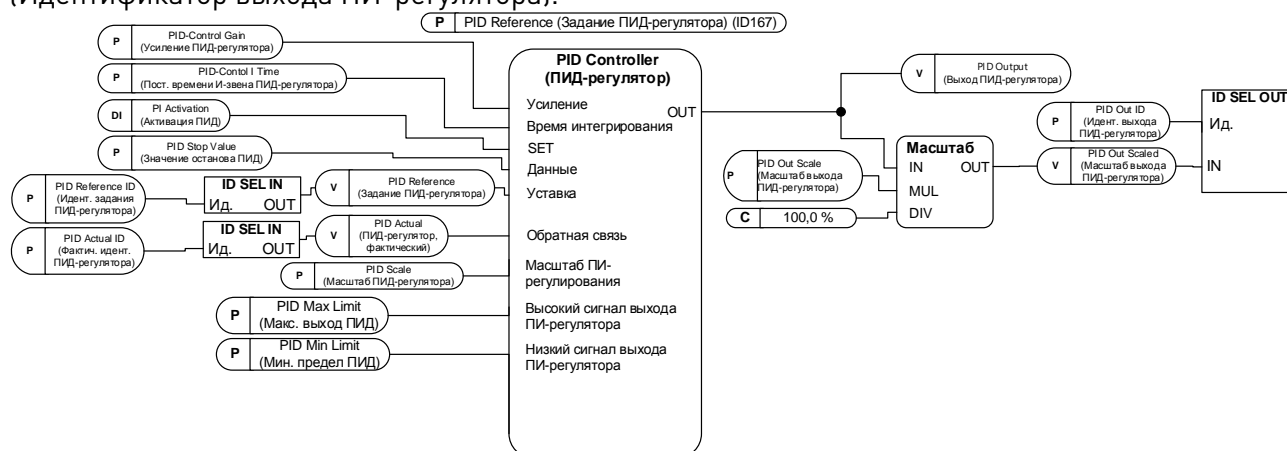 (Идентификатор выхода ПИ-регулятора).
P PID Reference (Задание ПИД-регулятора) (ID167)
P PID-Control Gain
(Усиление ПИД-регулятора)
P PID-Contol I Time
(Пост. времени И-звена ПИД-регулятора)
DI PI Activation
(Активация ПИД)
P PID Stop Value
(Значение останова ПИД)
P PID Reference ID
(Идент. задания
ПИД-регулятора)
ID SEL IN
Ид. OUT
V PID Reference
(Задание ПИД-регулятора)
P PID Actual ID
(Фактич. идент.
ПИД-регулятора)
ID SEL IN
Ид. OUT
V PID Actual
(ПИД-регулятор,
фактический)
P PID Scale
(Масштаб ПИД-регулятора)
P PID Max Limit
(Макс. выход ПИД)
P PID Min Limit
(Мин. предел ПИД)
PID Controller
(ПИД-регулятор)
Усиление
OUT
Время интегрирования
SET
Данные
Уставка
Обратная связь
Масштаб ПИ-
регулирования
Высокий сигнал выхода
ПИ-регулятора
Низкий сигнал выхода
ПИ-регулятора
V PID Output
(Выход ПИД-регулятора)
P PID Out Scale
(Масштаб выхода
ПИД-регулятора)
C 100,0 %
Масштаб
IN OUT
MUL
DIV
P PID Out ID
(Идент. выхода
ПИД-регулятора)
V PID Out Scaled
(Масштаб выхода
ПИД-регулятора)
ID SEL OUT
Ид.
IN